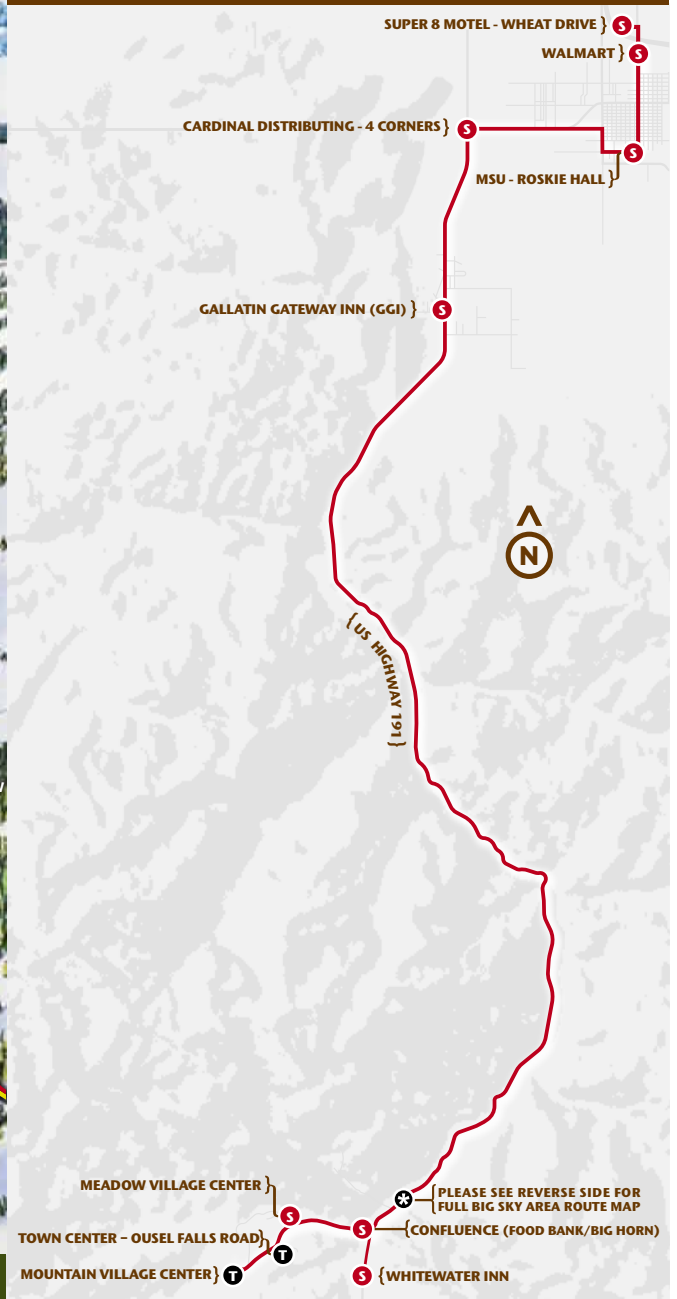 SUPER 8 MOTEL - WHEAT DRIVE } S
WALMART } S
CARDINAL DISTRIBUTING - 4 CORNERS } S
S
MSU - ROSKIE HALL }
GALLATIN GATEWAY INN (GGI) } S
N
{US HIGHWAY 191}
MEADOW VILLAGE CENTER }
S
* { PLEASE SEE REVERSE SIDE FOR
FULL BIG SKY AREA ROUTE MAP
S { CONFLUENCE (FOOD BANK/BIG HORN)
TOWN CENTER – OUSEL FALLS ROAD }
T
MOUNTAIN VILLAGE CENTER } T
S { WHITEWATER INN